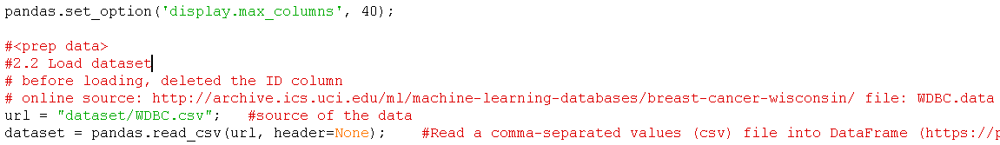 pandas.set_option('display.max_columns', 40);
#<prep data>
#2.2 Load dataset
# before loading, deleted the ID column
# online source: http://archive.ics.uci.edu/ml/machine-learning-databases/breast-cancer-wisconsin/ file: WDBC.data
url = "dataset/WDBC.csv";   #source of the data
dataset = pandas.read_csv(url, header=None);    #Read a comma-separated values (csv) file into DataFrame (https://p